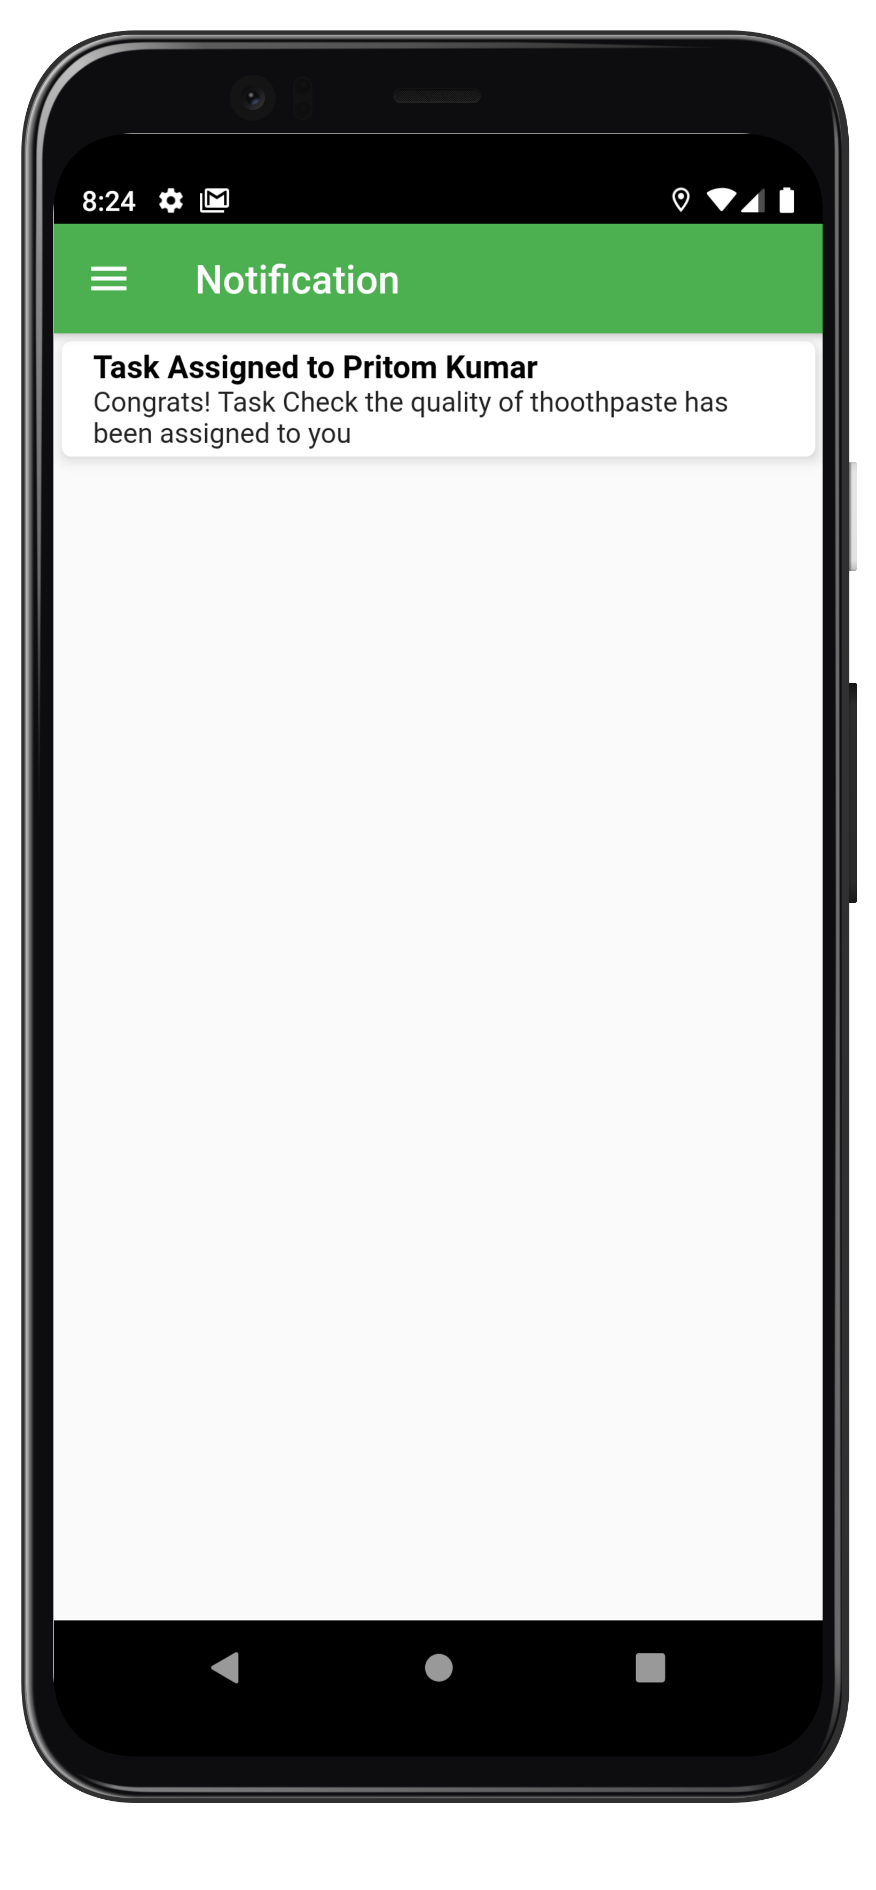 8:24
Notification
Task Assigned to Pritom Kumar
Congrats! Task Check the quality of thoothpaste has
been assigned to you